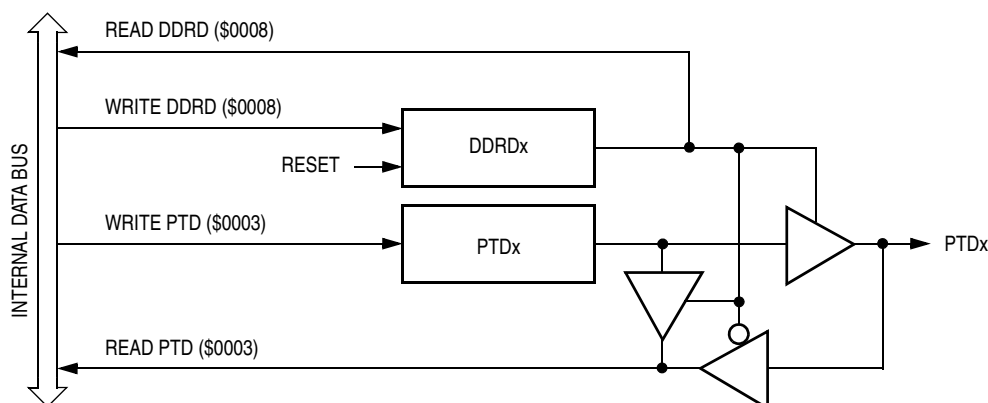 READ DDRD ($0008)
WRITE DDRD ($0008)
DDRDx
RESET
INTERNAL DATA BUS
WRITE PTD ($0003)
PTDx
PTDx
READ PTD ($0003)